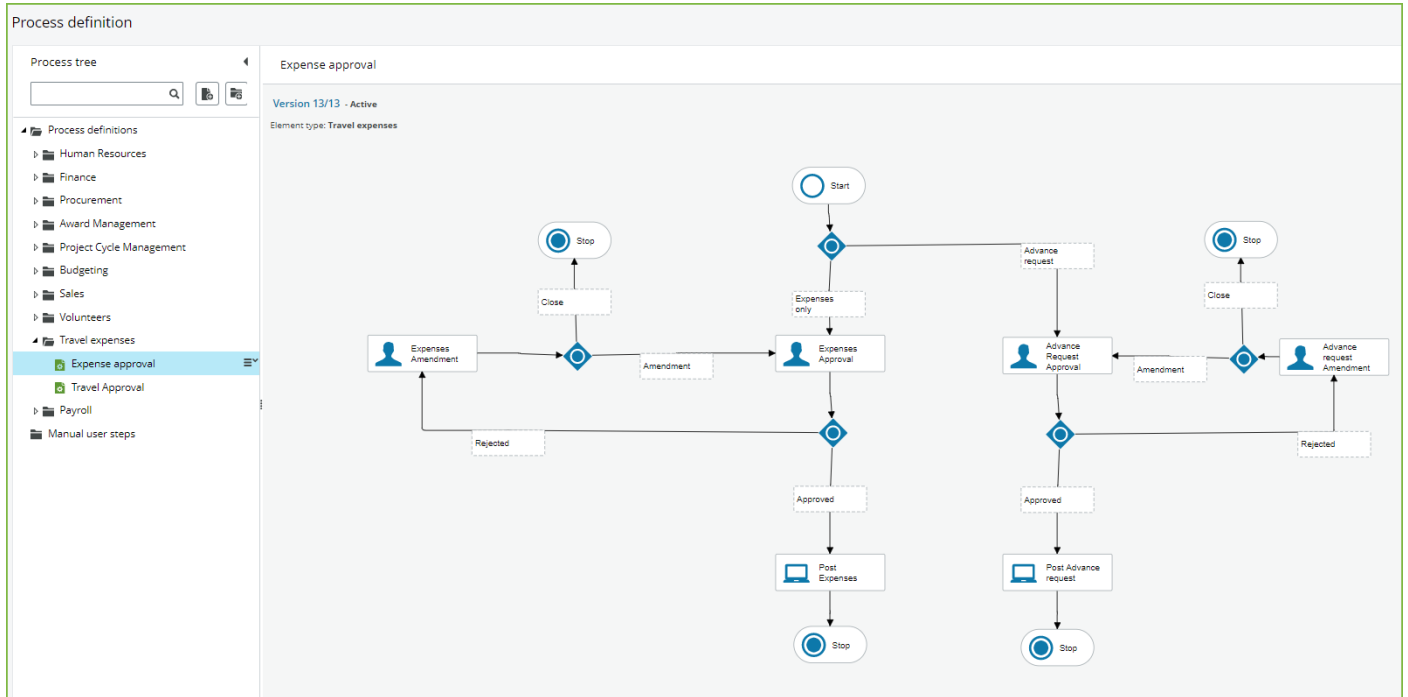 Process definition
Process tree
Expense approval
Version 13/13 - Active
Element type: Travel expenses
Process definitions
Human Resources
Finance
Procurement
Award Management
Project Cycle Management
Budgeting
Sales
Volunteers
Travel expenses
Expense approval
Travel Approval
Payroll
Manual user steps
Start
Stop
Stop
Advance
request
Close
Expenses
only
Close
Expenses
Amendment
Amendment
Expenses
Approval
Advance
Request
Approval
Amendment
Advance
request
Amendment
Rejected
Rejected
Approved
Approved
Post
Expenses
Post Advance
request
Stop
Stop